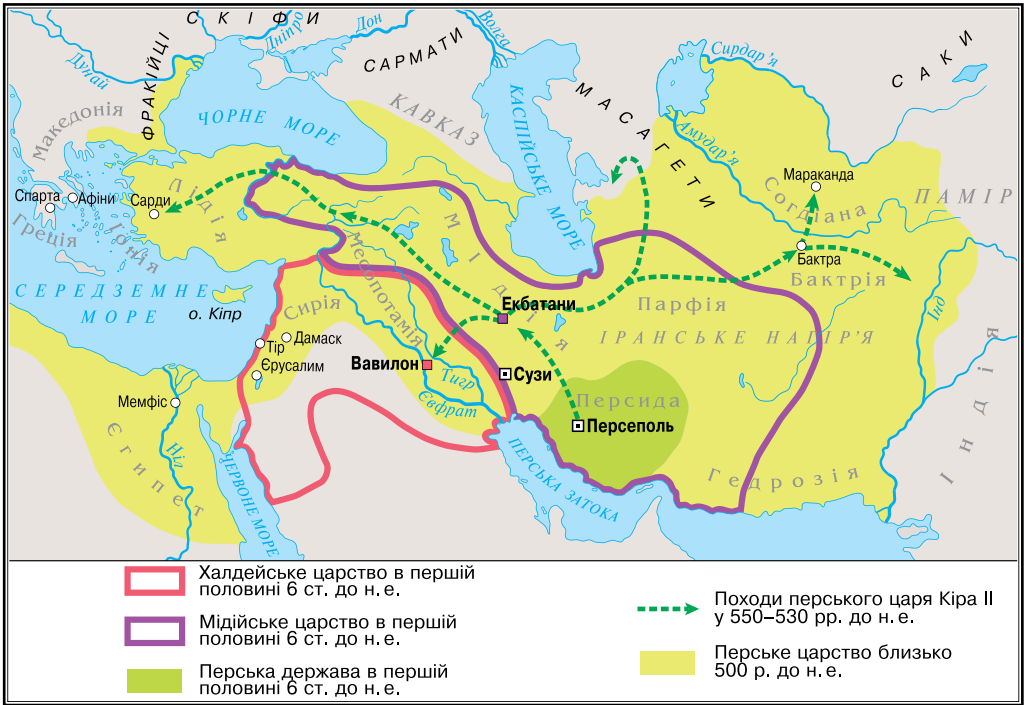 СКІФИ
Дніпро
Дон
Волга
Дунай
ФРАКІЙЦІ
САРМАТИ
Сирдар'я
САКИ
Македонія
ЧОРНЕ МОРЕ
КАВКАЗ
КАСПІЙСЬКЕ МОРЕ
МАСАГЕТИ
Амудар'я
Мараканда
Согдіана
ПАМІР
Спарта
Афіни
Сарди
Лідія
Греція
Іонія
МІДІЯ
Месопотамія
Бактра
Бактрія
СЕРЕДЗЕМНЕ
МОРЕ
о. Кіпр
Сирія
Екбатани
Парфія
ІРАНСЬКЕ НАГІР'Я
Інд
Індія
Тір
Дамаск
Єрусалим
Вавилон
Тигр
Євфрат
Сузи
Мемфіс
Персида
Персеполь
Єгипет
Ніл
ЧЕРВОНЕ МОРЕ
ПЕРСЬКА ЗАТОКА
Гедрозія
Халдейське царство в першій
половині 6 ст. до н. е.
Мідійське царство в першій
половині 6 ст. до н. е.
Перська держава в першій
половині 6 ст. до н. е.
Походи перського царя Кіра II
у 550–530 рр. до н. е.
Перське царство близько
500 р. до н. е.